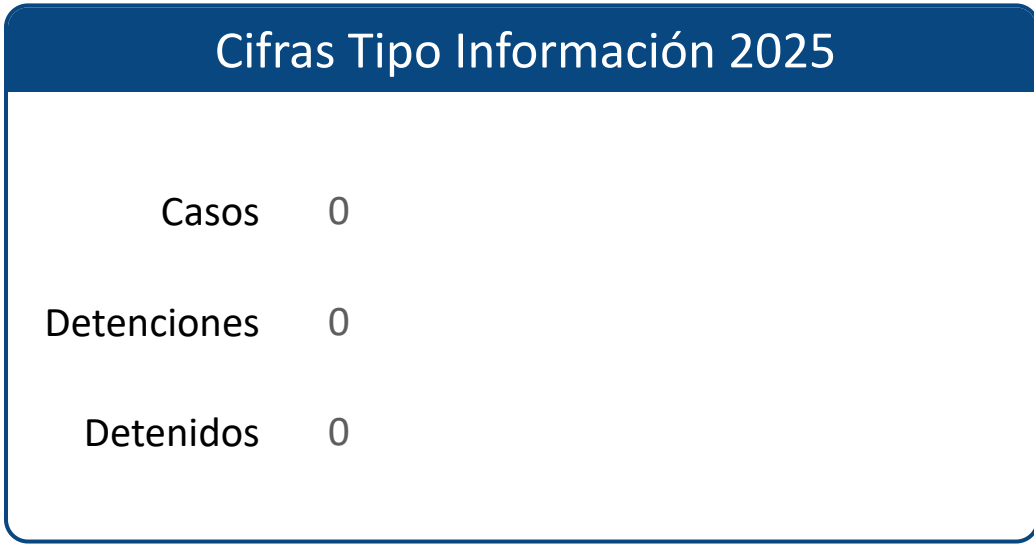 Cifras Tipo Información 2025
Casos 0
Detenciones 0
Detenidos 0